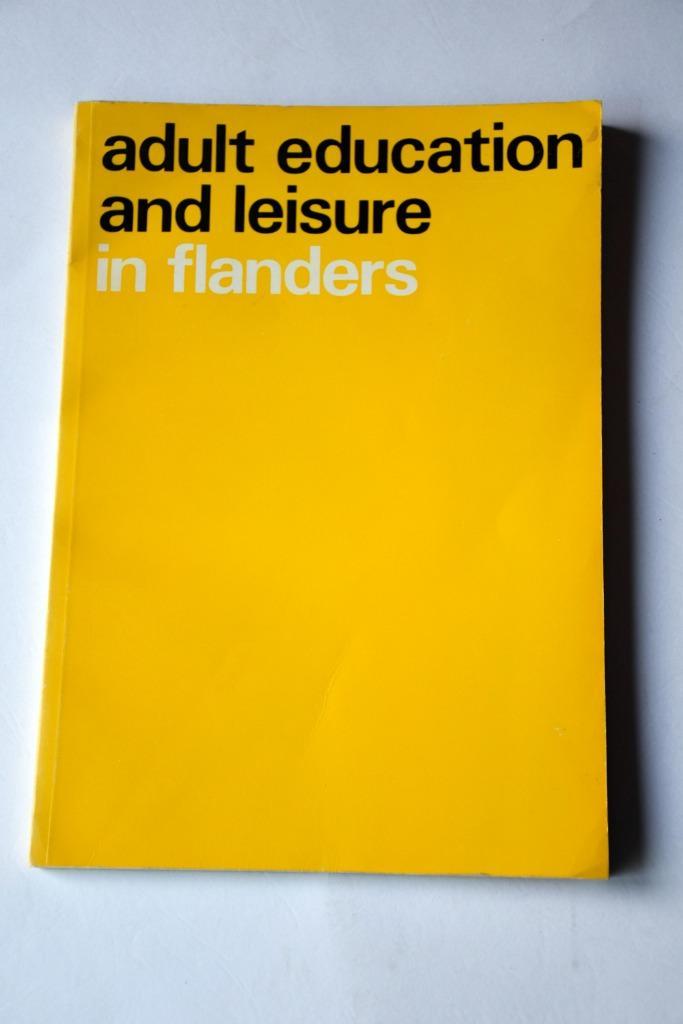 adult education
and leisure
in flanders